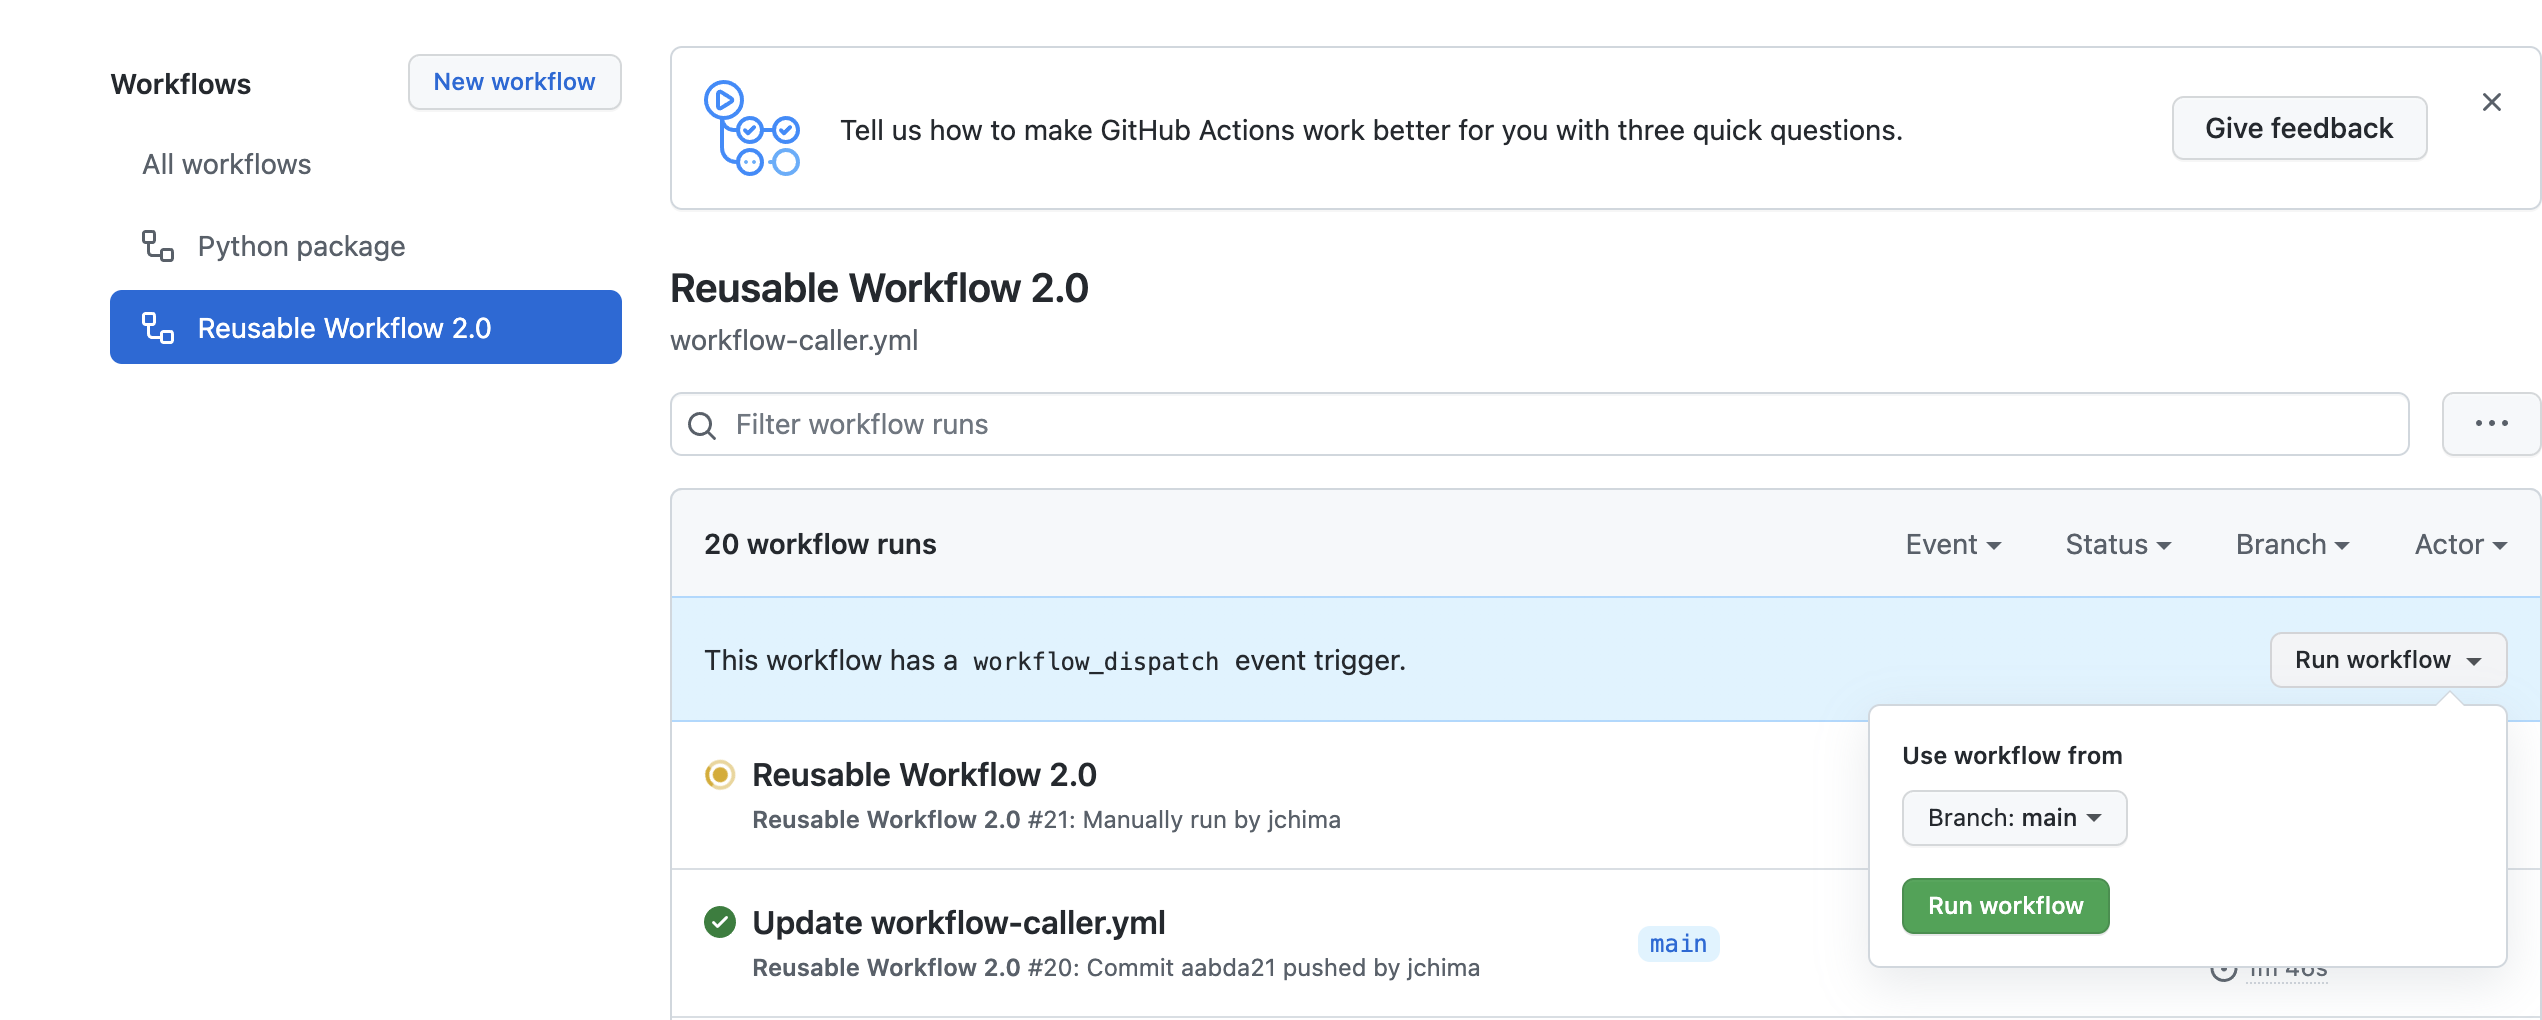 Workflows
New workflow
All workflows
Python package
Reusable Workflow 2.0
Tell us how to make GitHub Actions work better for you with three quick questions.
Give feedback
Reusable Workflow 2.0
workflow-caller.yml
Filter workflow runs
20 workflow runs
Event
Status
Branch
Actor
This workflow has a workflow_dispatch event trigger.
Run workflow
Use workflow from
Branch: main
Run workflow
Reusable Workflow 2.0
Reusable Workflow 2.0 #21: Manually run by jchima
Update workflow-caller.yml
Reusable Workflow 2.0 #20: Commit aabda21 pushed by jchima
main